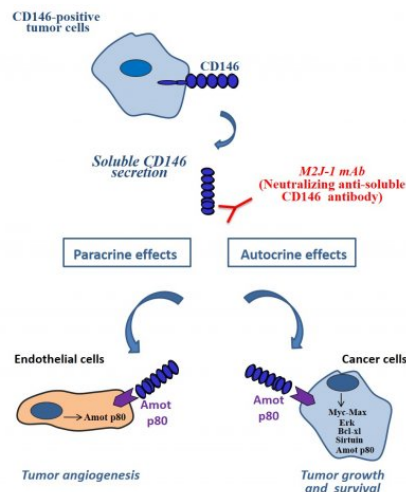 CD146-positive
tumor cells
CD146
Soluble CD146
secretion
M2J-1 mAb
(Neutralizing anti-soluble
CD146 antibody)
Paracrine effects
Autocrine effects
Endothelial cells
Cancer cells
Amot p80
Amot
p80
Amot
p80
Myc-Max
Erk
Bcl-xl
Sirtuin
Amot p80
Tumor angiogenesis
Tumor growth
and survival